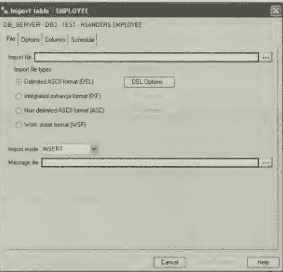 Import table - EMPLOYEE
DB_SERVER - DB2 - TEST - RSANDERS EMPLOYEE
File Options Columns Schedule
Import file
Import file types
Delimited ASCII format (DEL)
DEL Options
Integrated exchange format (IXF)
Non delimited ASCII format (ASC)
Work sheet format (WSF)
Import mode INSERT
Message file
Cancel
Help